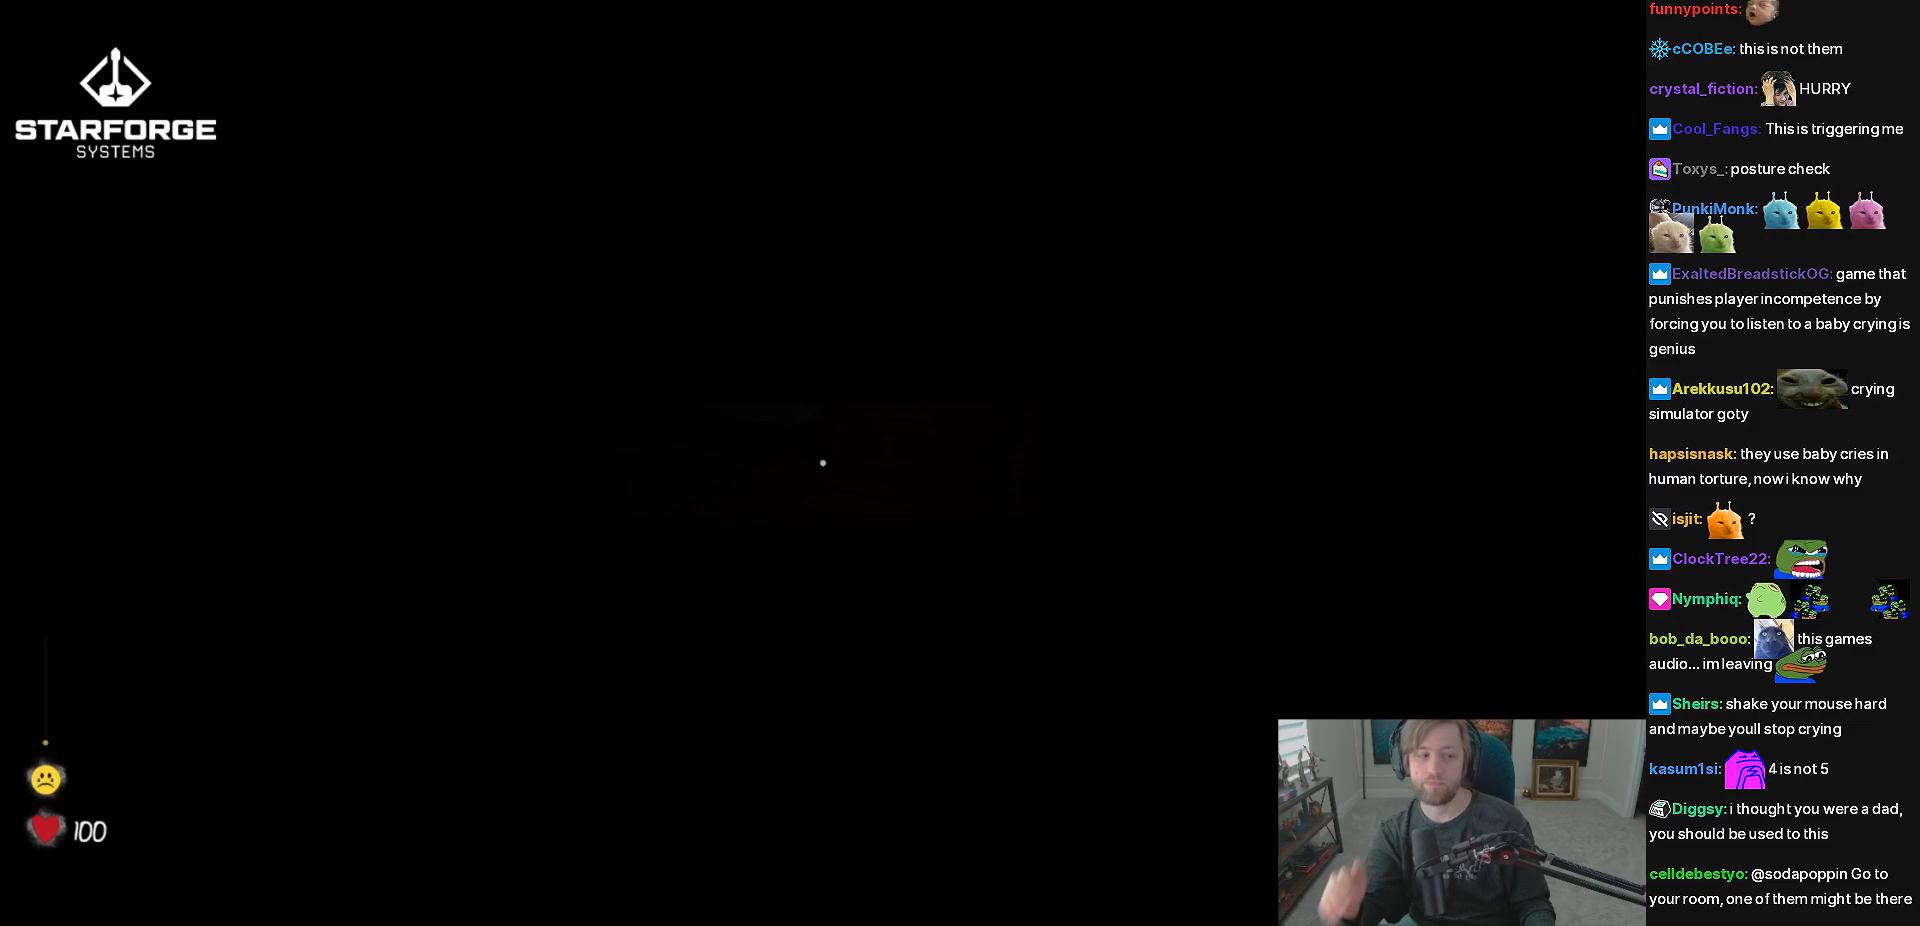 STARFORGE
SYSTEMS
100
funnypoints:
cCOBEe: this is not them
crystal_fiction: HURRY
Cool_Fangs: This is triggering me
Toxys_: posture check
PunkiMonk:
ExaltedBreadstickOG: game that
punishes player incompetence by
forcing you to listen to a baby crying is
genius
Arekkusu102: crying
simulator goty
hapsisnask: they use baby cries in
human torture, now i know why
isjit: ?
ClockTree22:
Nymphiq:
bob_da_booo: this games
audio... im leaving
Sheirs: shake your mouse hard
and maybe youll stop crying
kasum1si: 4 is not 5
Diggsy: i thought you were a dad,
you should be used to this
celldebestyo: @sodapoppin Go to
your room, one of them might be there